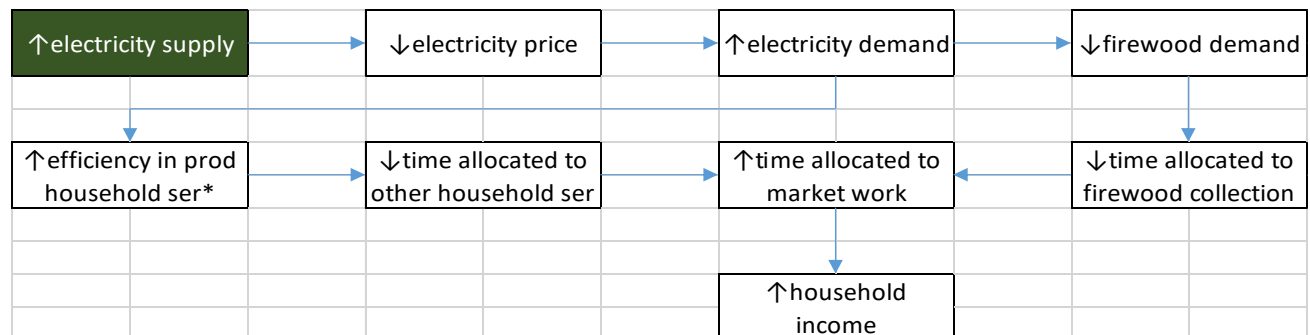 ↑electricity supply
↓electricity price
↑electricity demand
↓firewood demand
↑efficiency in prod
household ser*
↓time allocated to
other household ser
↑time allocated to
market work
↓time allocated to
firewood collection
↑household
income